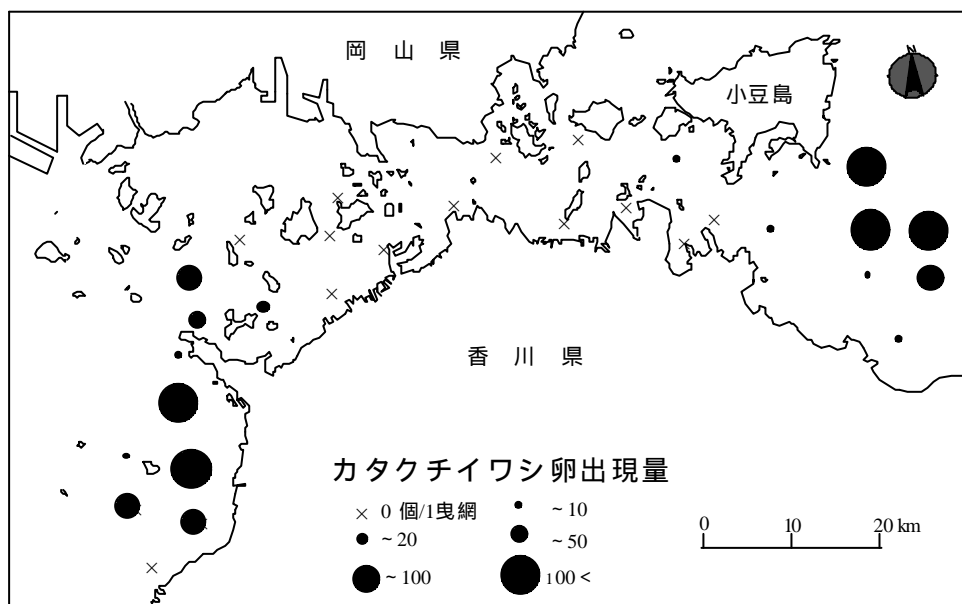 岡山県
N
小豆島
香川県
カタクチイワシ卵出現量
× 0 個/1曳網
~10
~20
~50
~100
100 <
0 10 20 km